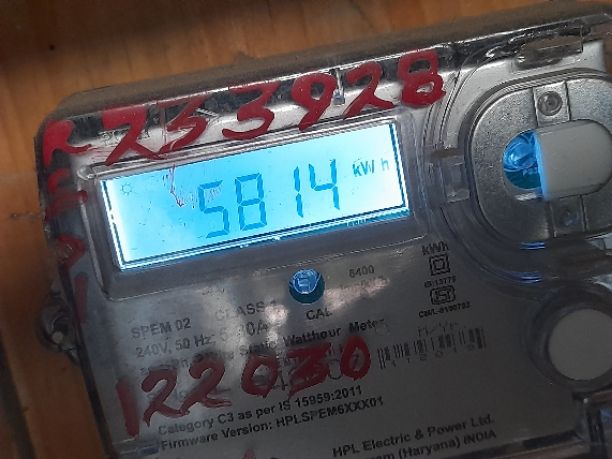 233928
5814 kWh
kWh
6400
SPEM 02 CLASS 1 CAL
IS 13779
240V, 50 Hz,
Static Watthour Meter
122030
Category C3 as per IS 15959:2011
Firmware Version: HPLSPEM6XXX01
HPL Electric & Power Ltd.
(Haryana) INDIA